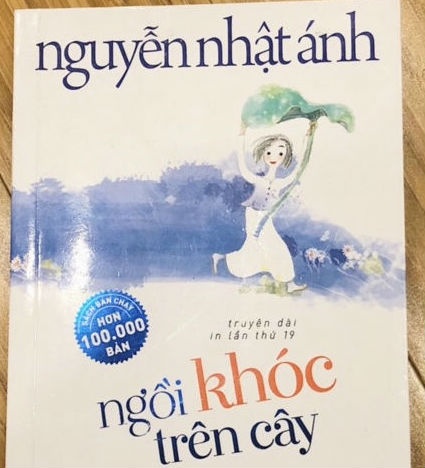 nguyễn nhật ánh
SÁCH BÁN CHẠY
HƠN
100.000
BẢN
truyện dài
in lần thứ 19
ngồi khóc
trên cây